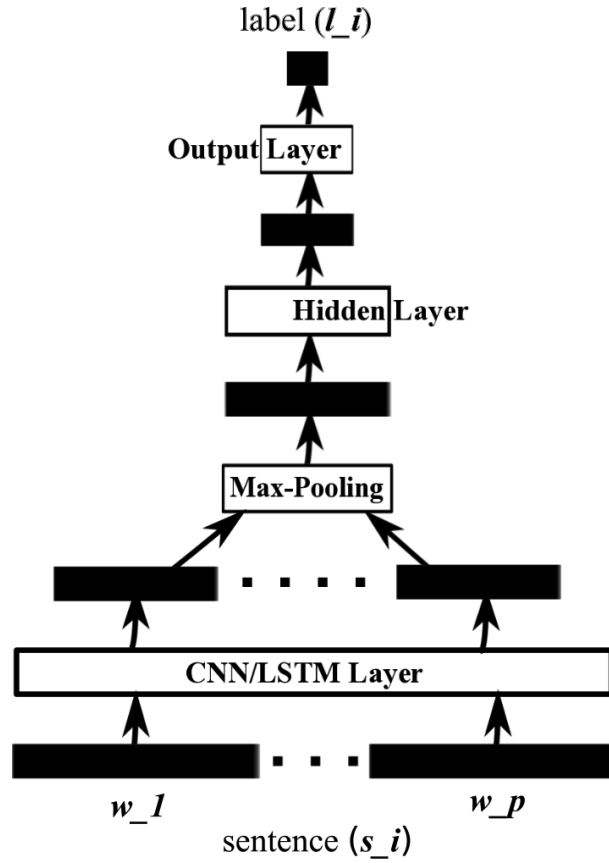 label (l_i)
Output Layer
Hidden Layer
Max-Pooling
CNN/LSTM Layer
w_1
w_p
sentence (s_i)